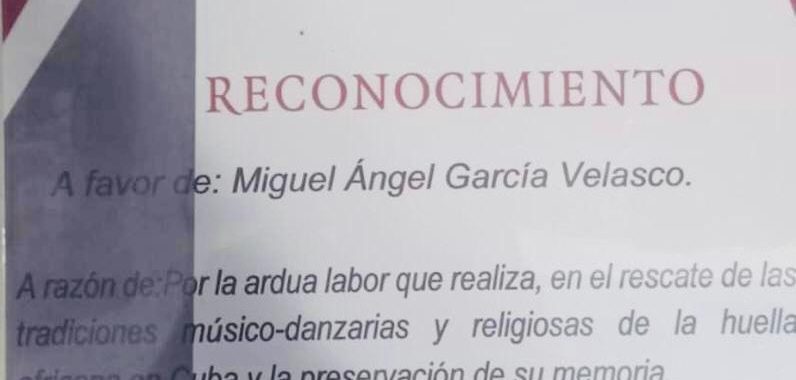 RECONOCIMIENTO
A favor de: Miguel Ángel García Velasco.
A razón de:Por la ardua labor que realiza, en el rescate de las
tradiciones músico-danzarias y religiosas de la huella
africana en Cuba y la preservación de su memoria